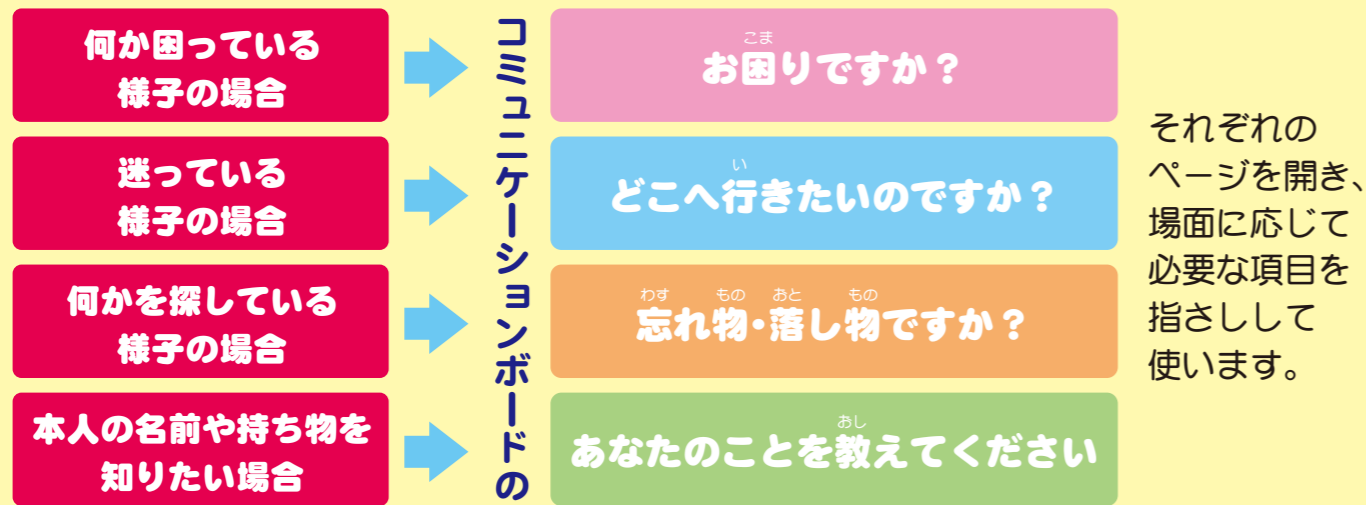 何か困っている
様子の場合
迷っている
様子の場合
何かを探している
様子の場合
本人の名前や持ち物を
知りたい場合
コミュニケーションボードの
こま
お困りですか?
い
どこへ行きたいのですか?
わす もの おと もの
忘れ物・落し物ですか?
おし
あなたのことを教えてください
それぞれの
ページを開き、
場面に応じて
必要な項目を
指さしして
使います。